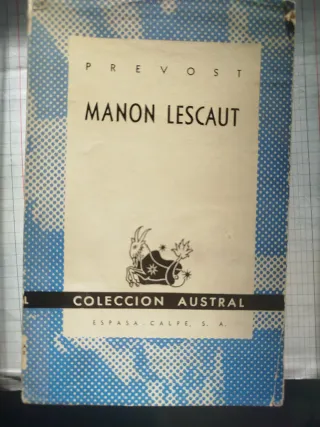 PREVOST
MANON LESCAUT
L
COLECCION AUSTRAL
ESPASA-CALPE, S. A.